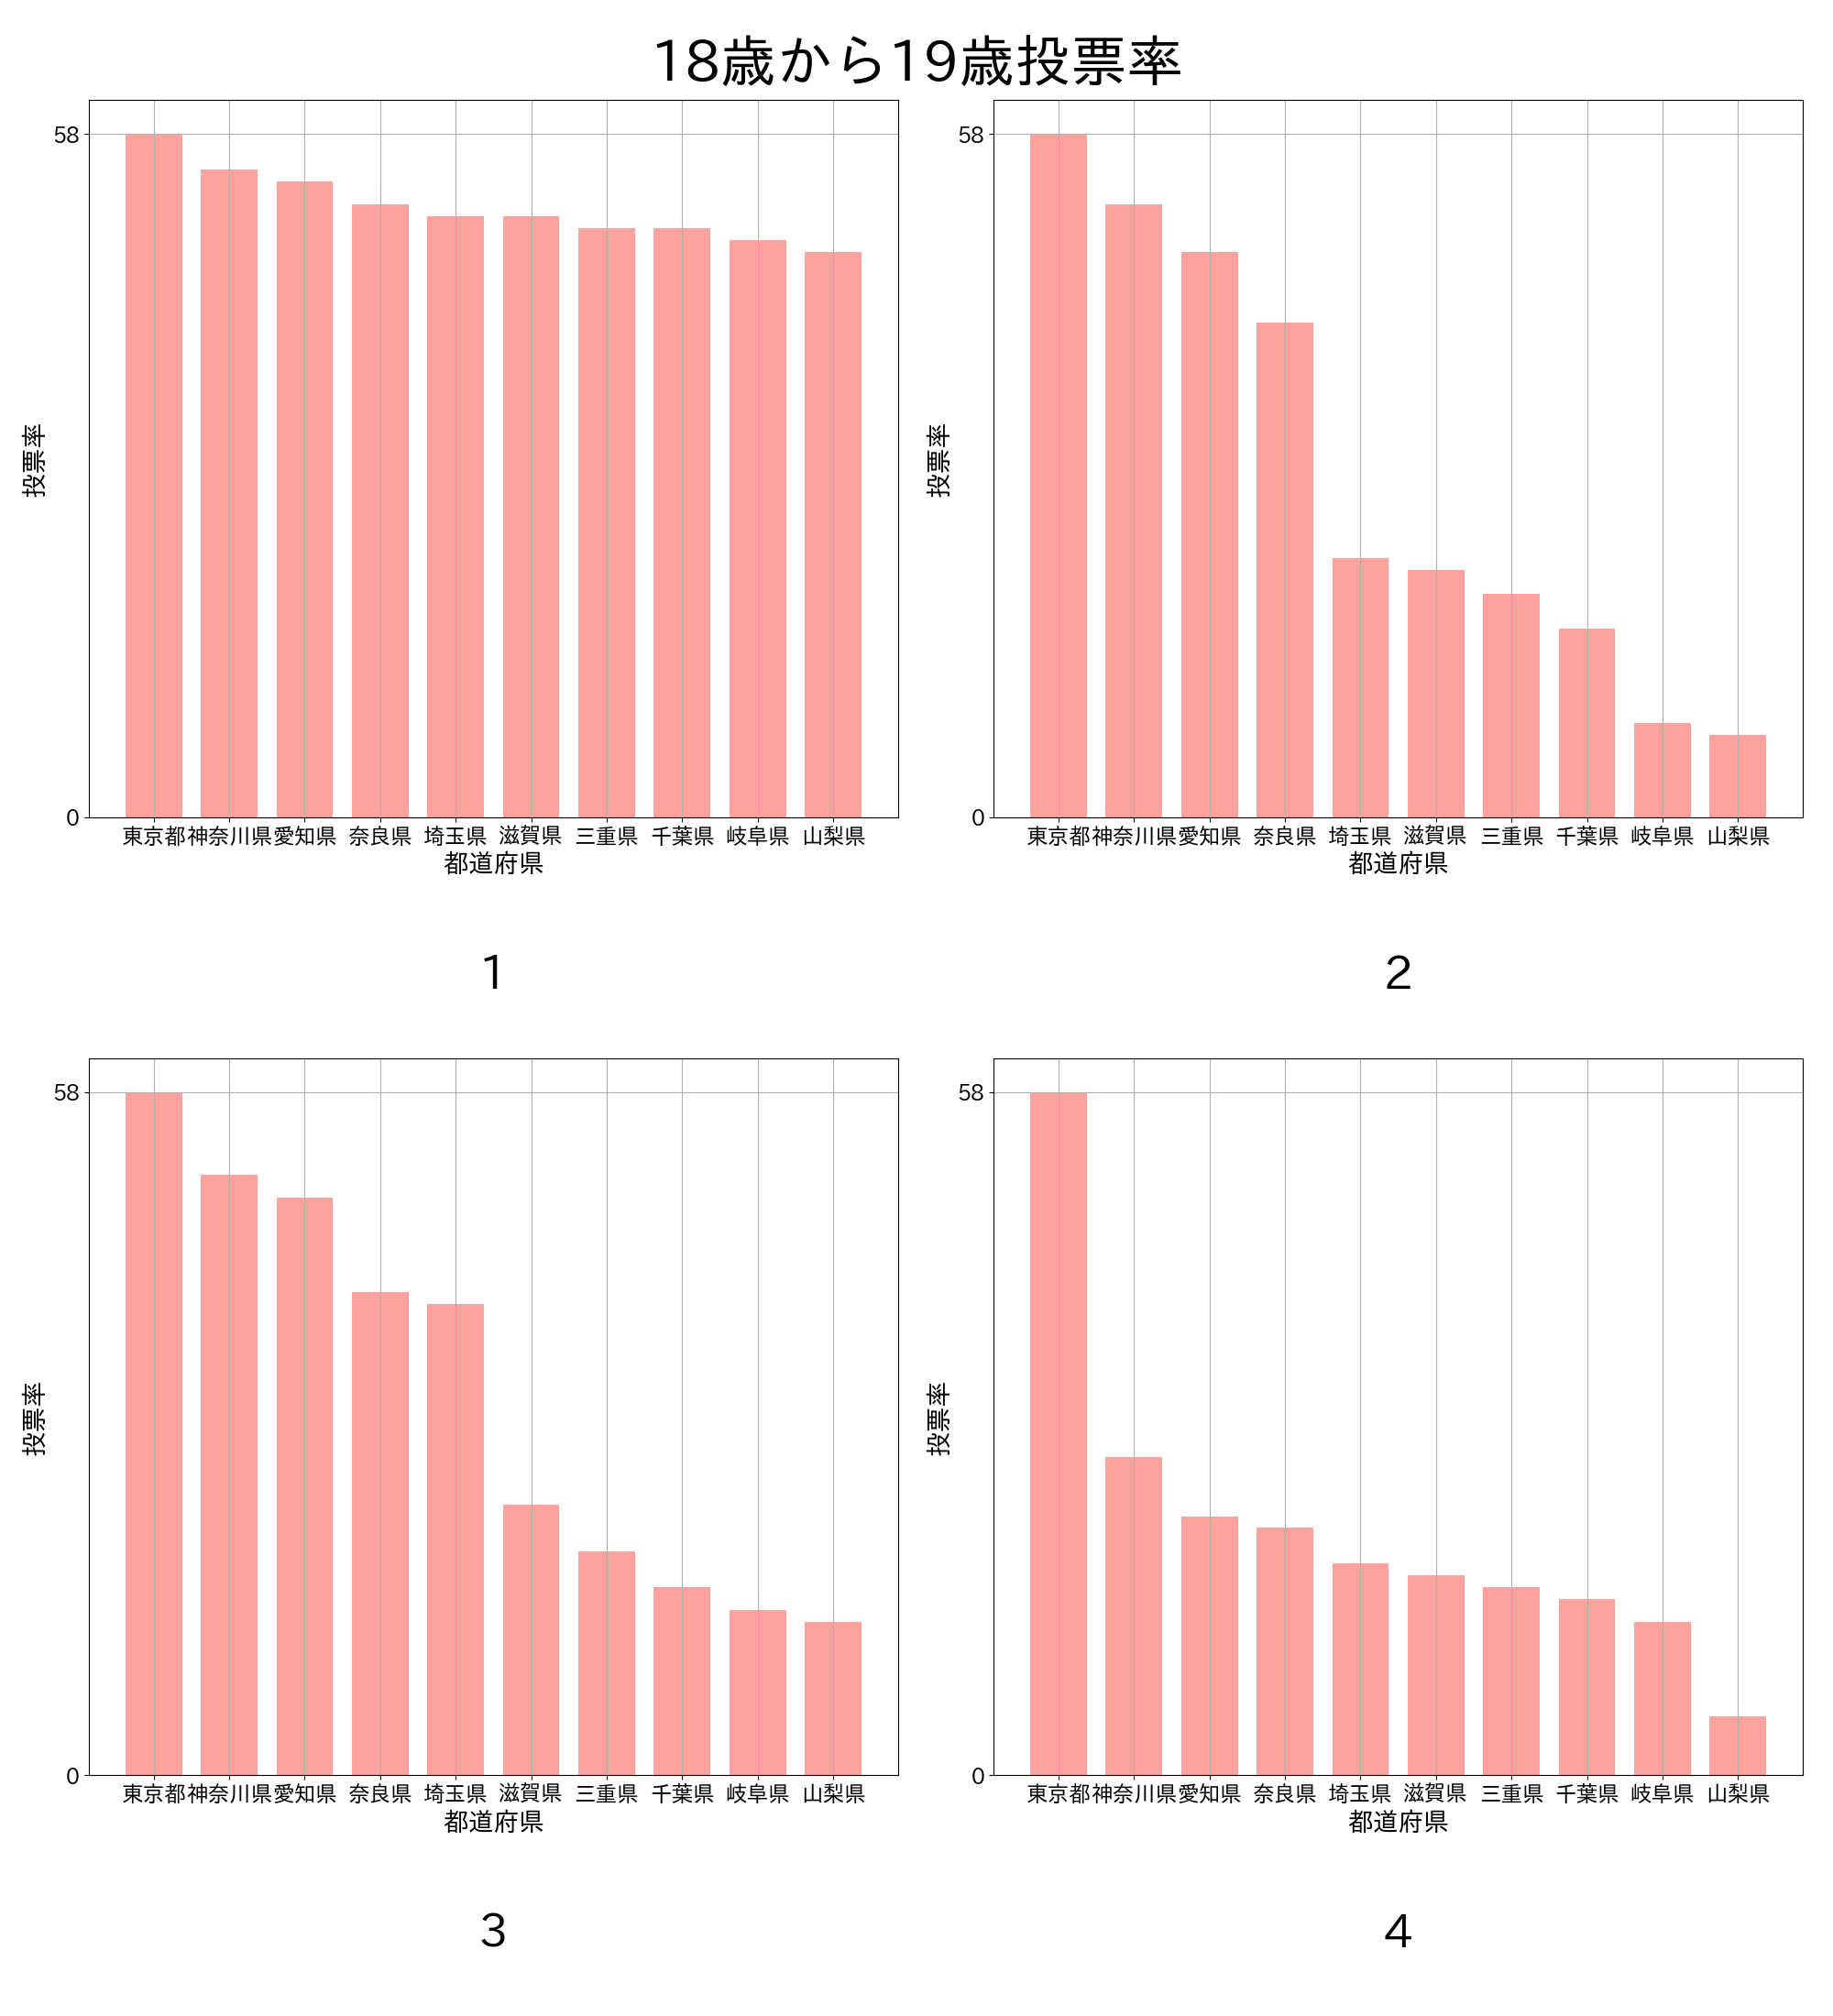 18歳から19歳投票率
58
0
投票率
東京都 神奈川県 愛知県 奈良県 埼玉県 滋賀県 三重県 千葉県 岐阜県 山梨県
都道府県
1
58
0
投票率
東京都 神奈川県 愛知県 奈良県 埼玉県 滋賀県 三重県 千葉県 岐阜県 山梨県
都道府県
2
58
0
投票率
東京都 神奈川県 愛知県 奈良県 埼玉県 滋賀県 三重県 千葉県 岐阜県 山梨県
都道府県
3
58
0
投票率
東京都 神奈川県 愛知県 奈良県 埼玉県 滋賀県 三重県 千葉県 岐阜県 山梨県
都道府県
4